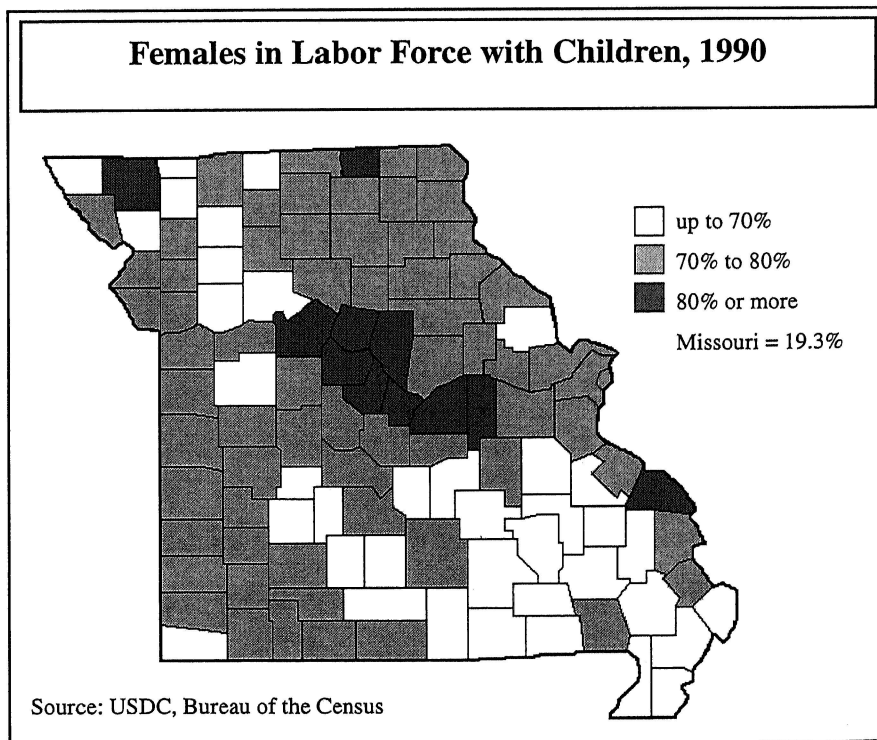 Females in Labor Force with Children, 1990
up to 70%
70% to 80%
80% or more
Missouri = 19.3%
Source: USDC, Bureau of the Census